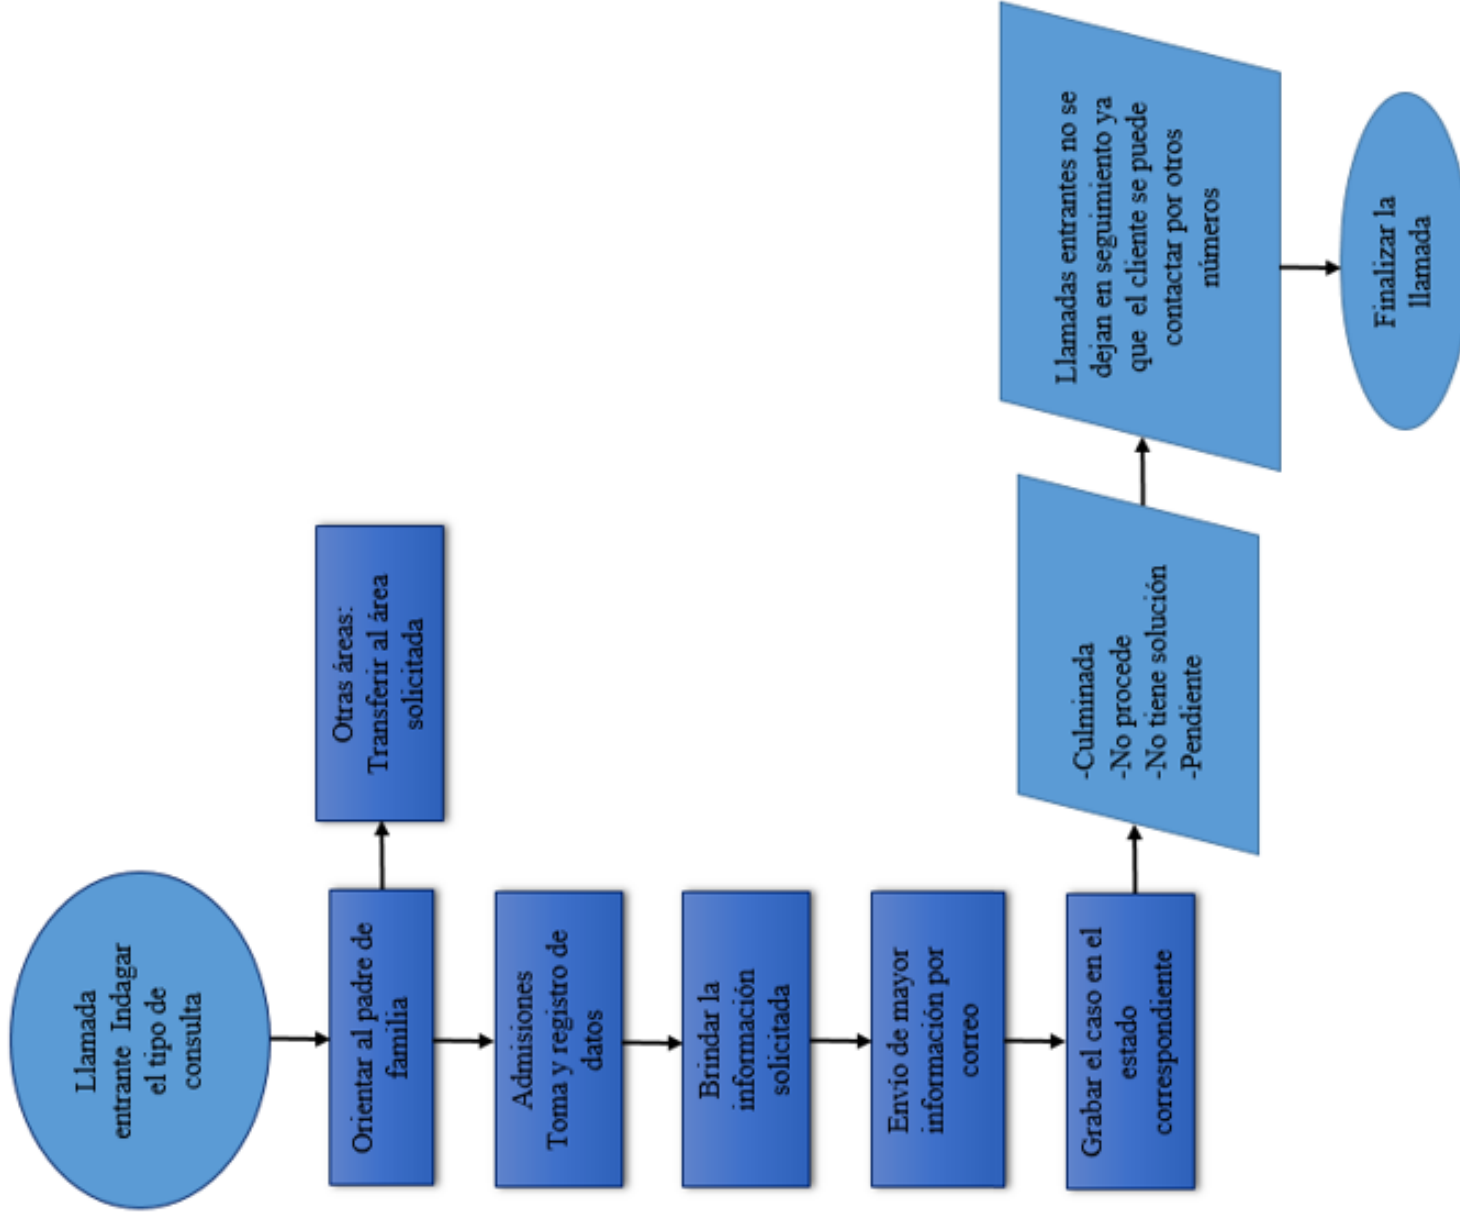 Llamada
entrante Indagar
el tipo de
consulta
Orientar al padre de
familia
Otras áreas:
Transferir al área
solicitada
Admisiones
Toma y registro de
datos
Brindar la
información
solicitada
Envío de mayor
información por
correo
Grabar el caso en el
estado
correspondiente
-Culminada
-No procede
-No tiene solución
-Pendiente
Llamadas entrantes no se
dejan en seguimiento ya
que el cliente se puede
contactar por otros
números
Finalizar la
llamada